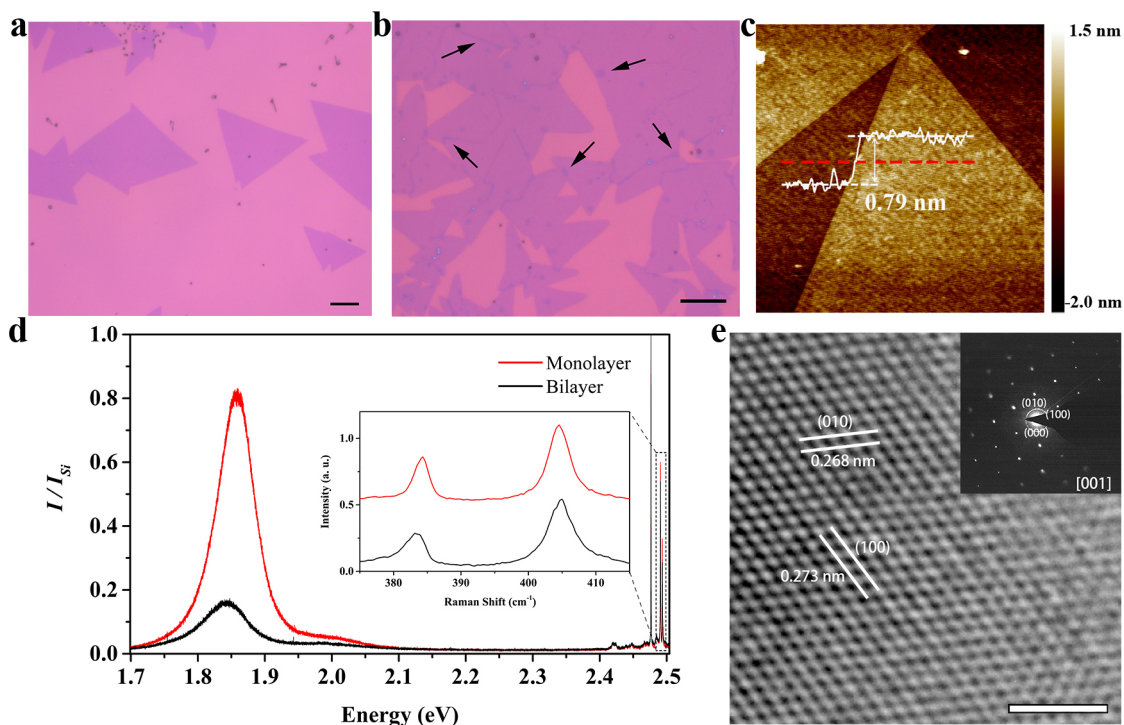 a
b
c
1.5 nm
0.79 nm
-2.0 nm
d
1.0
0.8
0.6
0.4
0.2
0.0
I / I_Si
Monolayer
Bilayer
1.0
0.5
0.0
Intensity (a. u.)
380 390 400 410
Raman Shift (cm⁻¹)
1.7 1.8 1.9 2.0 2.1 2.2 2.3 2.4 2.5
Energy (eV)
e
(010)
0.268 nm
(100)
0.273 nm
(010)
(100)
(000)
[001]